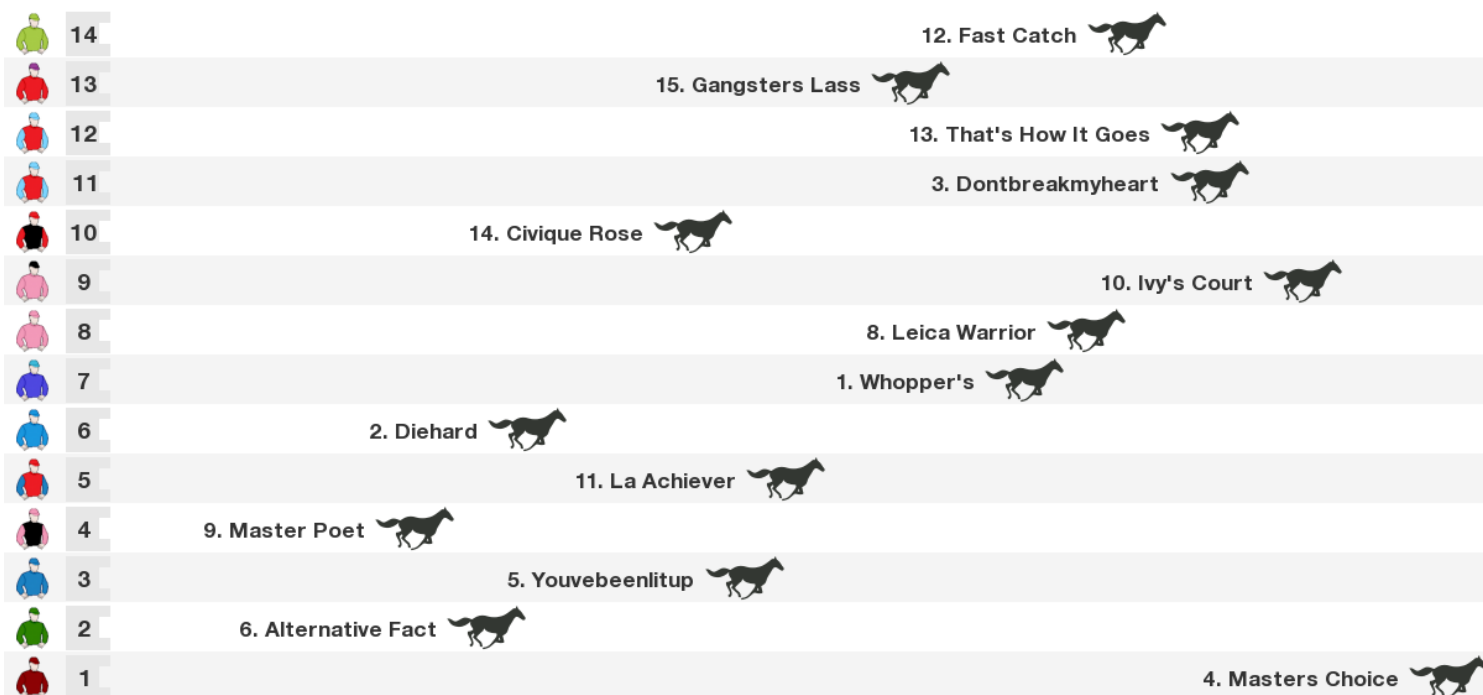 14 12. Fast Catch
13 15. Gangsters Lass
12 13. That's How It Goes
11 3. Dontbreakmyheart
10 14. Civique Rose
9 10. Ivy's Court
8 8. Leica Warrior
7 1. Whopper's
6 2. Diehard
5 11. La Achiever
4 9. Master Poet
3 5. Youvebeenlitup
2 6. Alternative Fact
1 4. Masters Choice